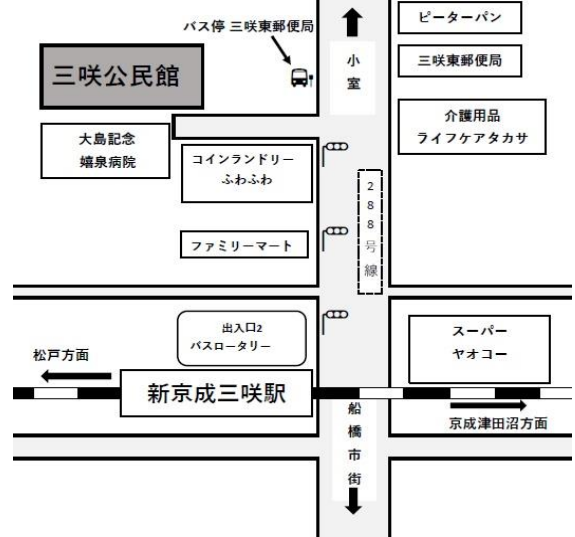 バス停 三咲東郵便局
小室
ピーターパン
三咲公民館
三咲東郵便局
大島記念
嬉泉病院
コインランドリー
ふわふわ
介護用品
ライフケアタカサ
288号線
ファミリーマート
出入口2
バスロータリー
スーパー
ヤオコー
松戸方面
新京成三咲駅
船橋市街
京成津田沼方面